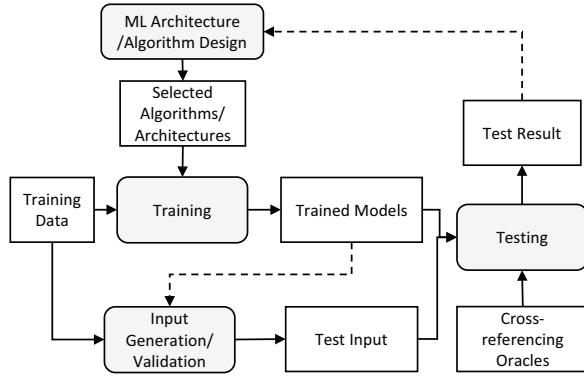 ML Architecture
/Algorithm Design
Selected
Algorithms/
Architectures
Test Result
Training
Data
Training
Trained Models
Testing
Input
Generation/
Validation
Test Input
Cross-
referencing
Oracles